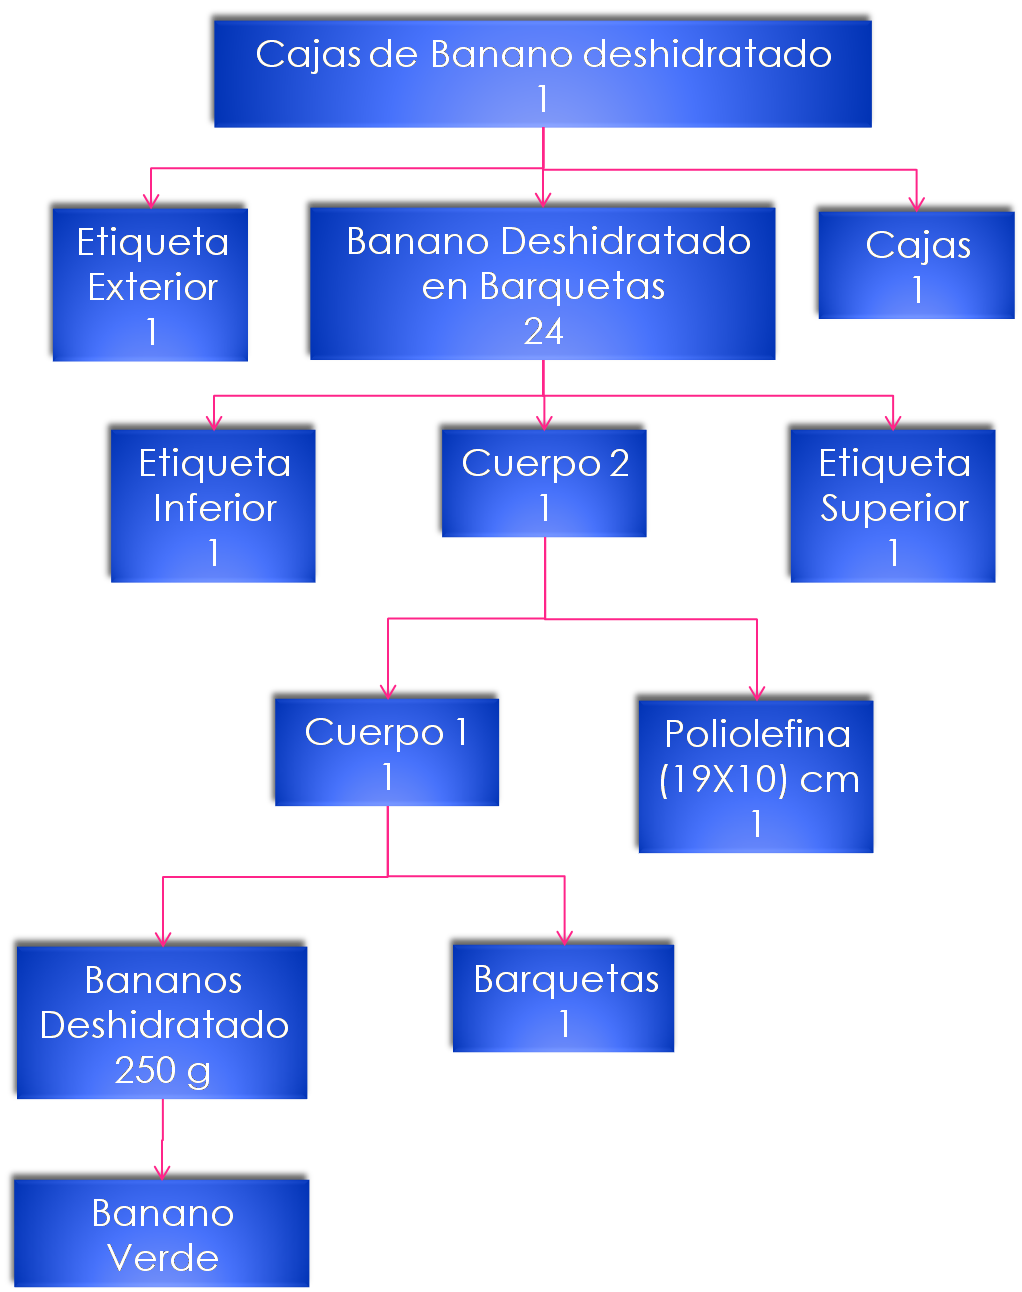 Cajas de Banano deshidratado
1
Etiqueta
Exterior
1
Banano Deshidratado
en Barquetas
24
Cajas
1
Etiqueta
Inferior
1
Cuerpo 2
1
Etiqueta
Superior
1
Cuerpo 1
1
Poliolefina
(19X10) cm
1
Bananos
Deshidratado
250 g
Barquetas
1
Banano
Verde